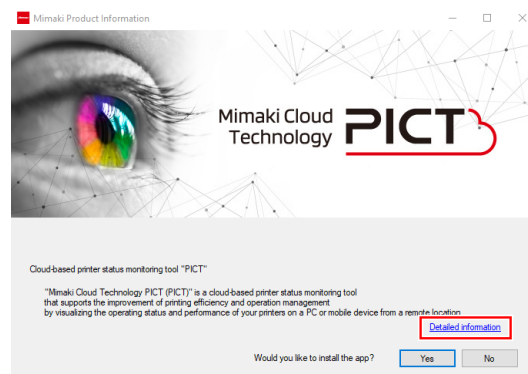 Mimaki Product Information
Mimaki Cloud
Technology
PICT
Cloud-based printer status monitoring tool "PICT"
"Mimaki Cloud Technology PICT (PICT)" is a cloud-based printer status monitoring tool
that supports the improvement of printing efficiency and operation management
by visualizing the operating status and performance of your printers on a PC or mobile device from a remote location
Detailed information
Would you like to install the app?
Yes
No